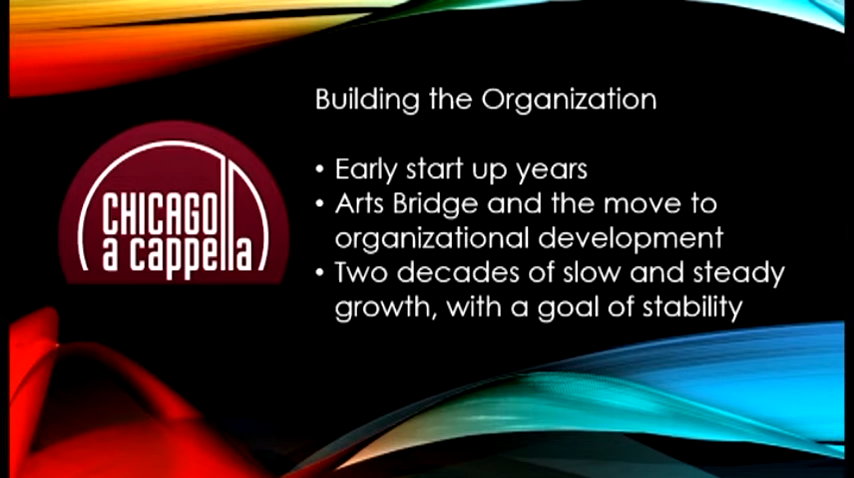 Building the Organization
CHICAGO
a cappella
• Early start up years
• Arts Bridge and the move to
organizational development
• Two decades of slow and steady
growth, with a goal of stability